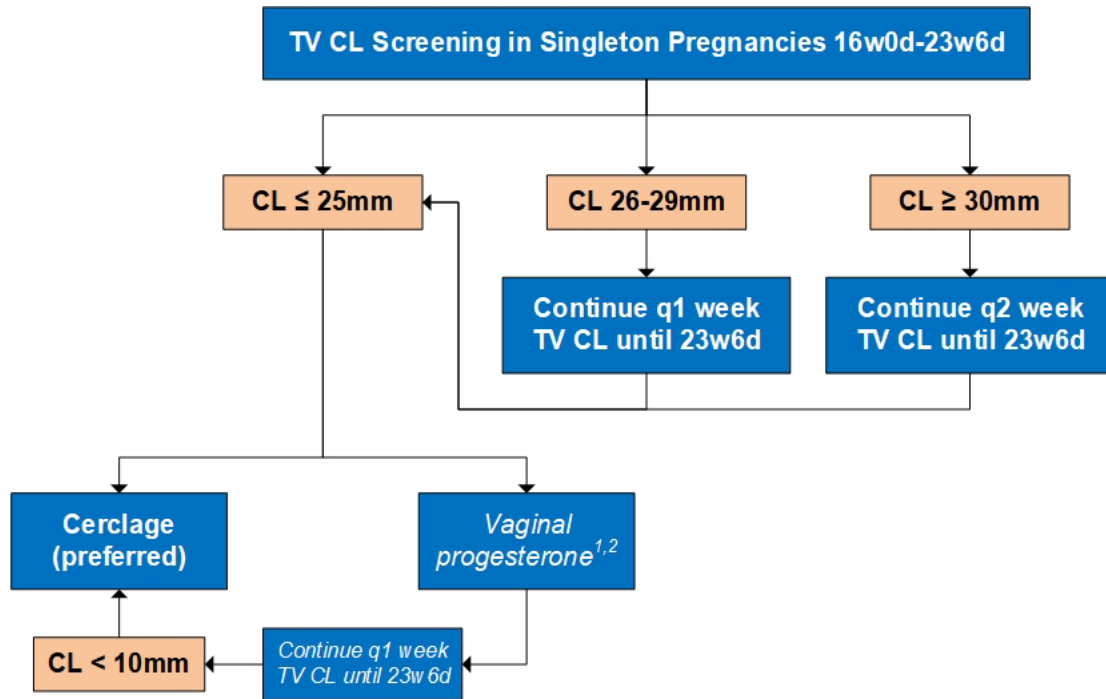 TV CL Screening in Singleton Pregnancies 16w0d-23w6d
CL ≤ 25mm
CL 26-29mm
CL ≥ 30mm
Continue q1 week
TV CL until 23w6d
Continue q2 week
TV CL until 23w6d
Cerclage
(preferred)
Vaginal
progesterone1,2
CL < 10mm
Continue q1 week
TV CL until 23w6d